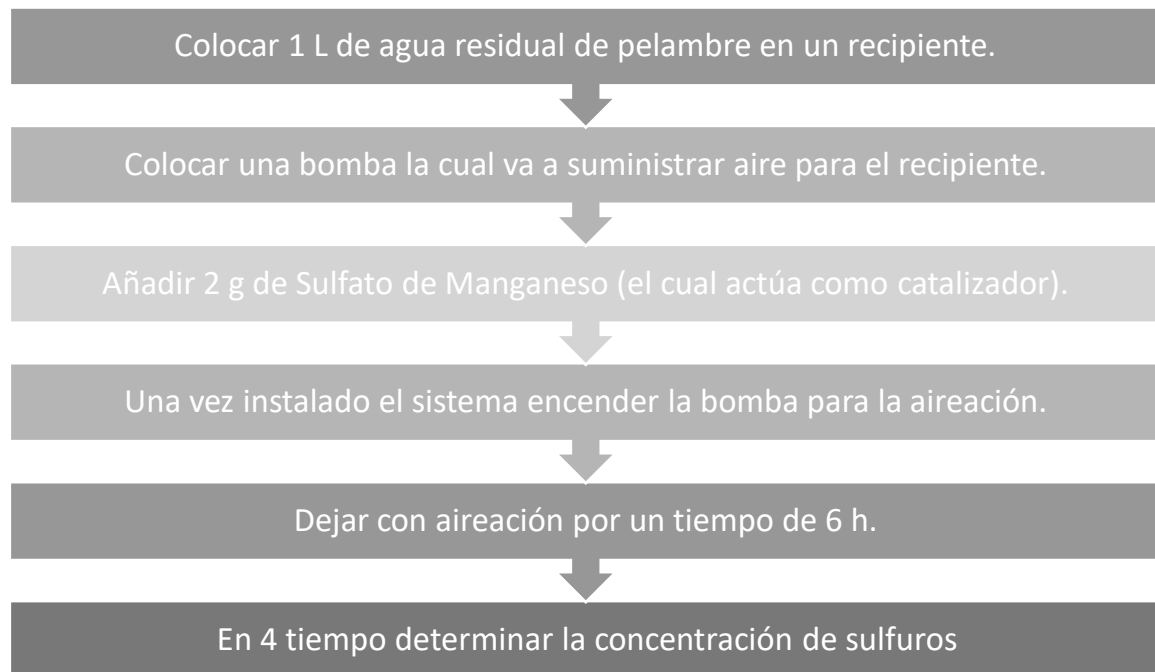 Colocar 1 L de agua residual de pelambre en un recipiente.
Colocar una bomba la cual va a suministrar aire para el recipiente.
Añadir 2 g de Sulfato de Manganeso (el cual actúa como catalizador).
Una vez instalado el sistema encender la bomba para la aireación.
Dejar con aireación por un tiempo de 6 h.
En 4 tiempo determinar la concentración de sulfuros